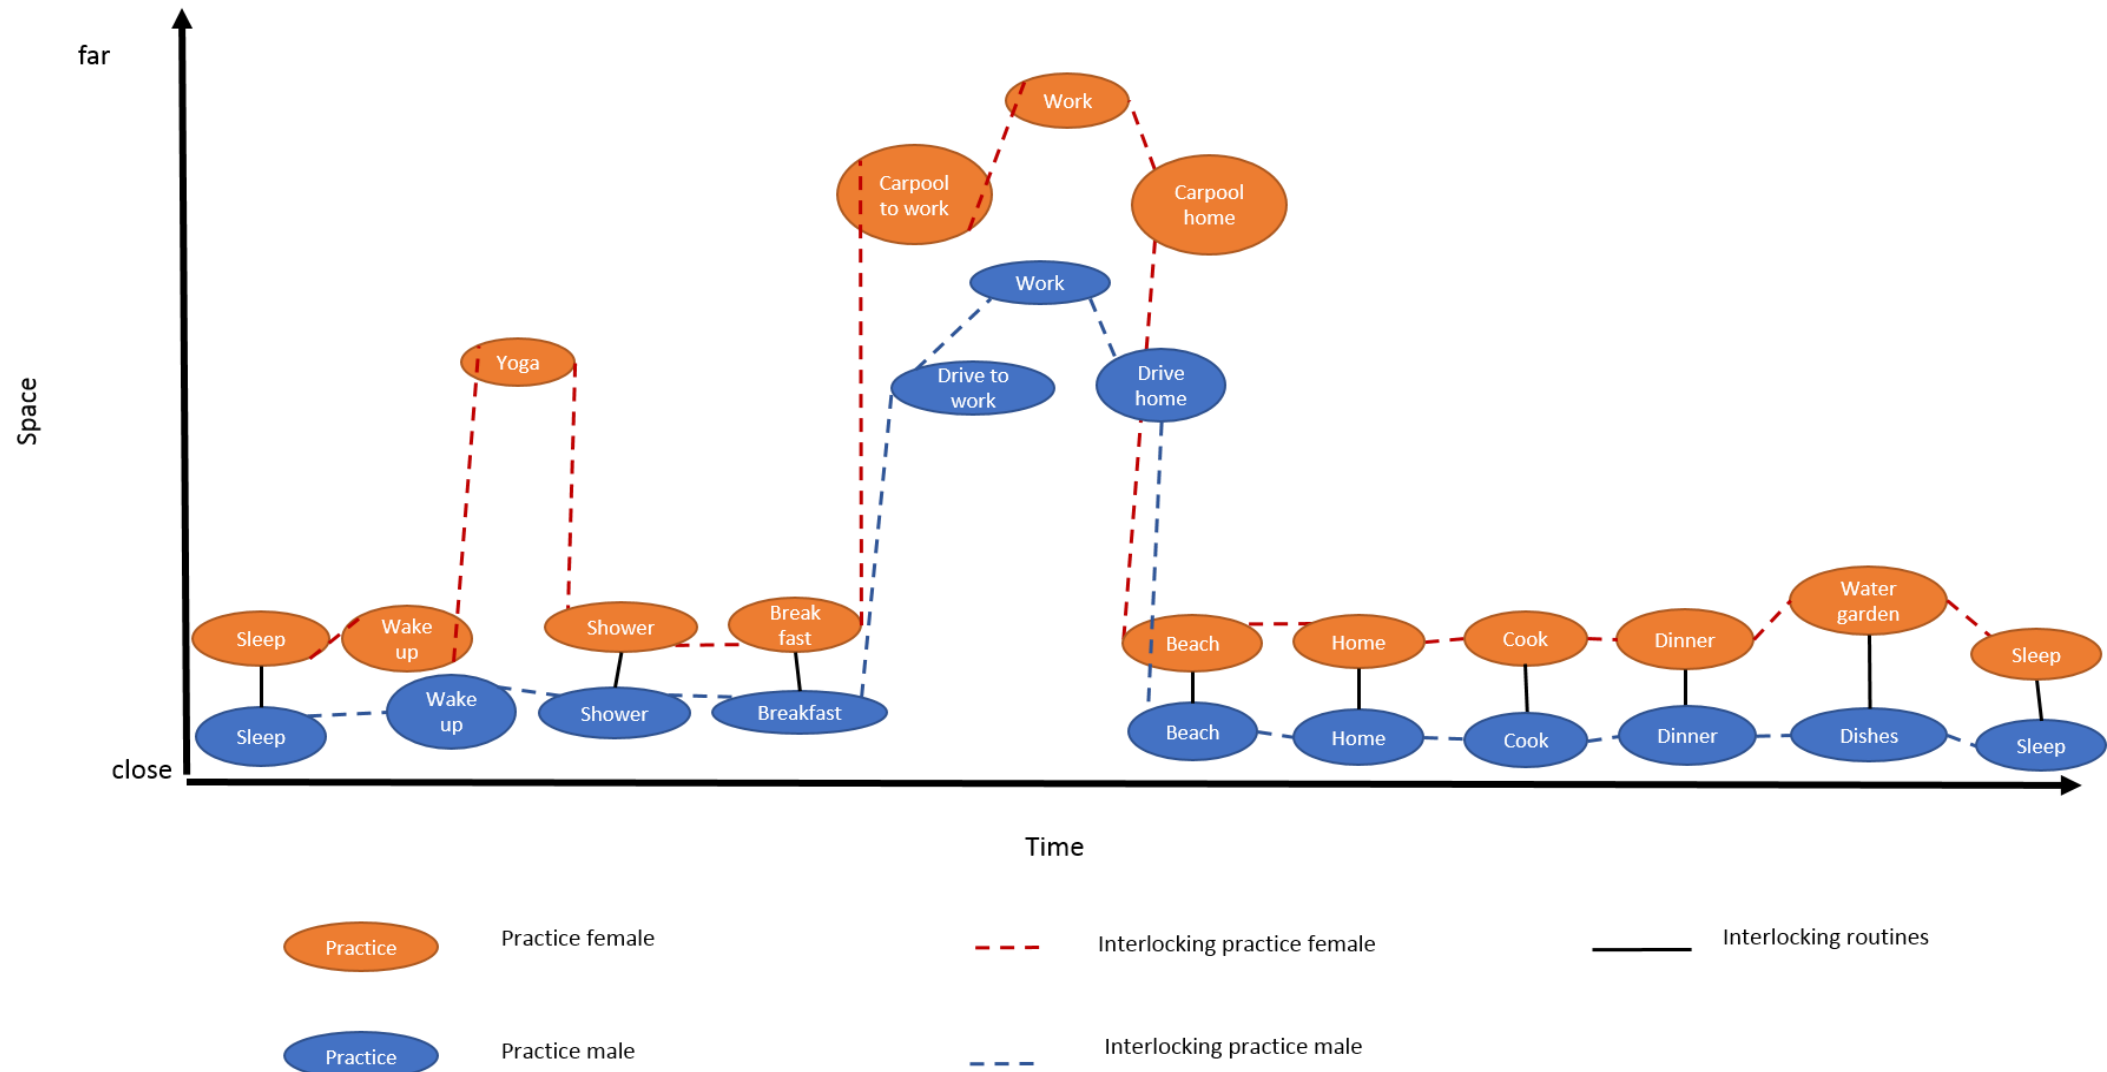 far
Work
Carpool
to work
Carpool
home
Work
Yoga
Drive to
work
Drive
home
Space
Sleep
Wake
up
Shower
Break
fast
Beach
Home
Cook
Dinner
Water
garden
Sleep
Sleep
Wake
up
Shower
Breakfast
Beach
Home
Cook
Dinner
Dishes
Sleep
close
Time
Practice
Practice female
Interlocking practice female
Interlocking routines
Practice
Practice male
Interlocking practice male